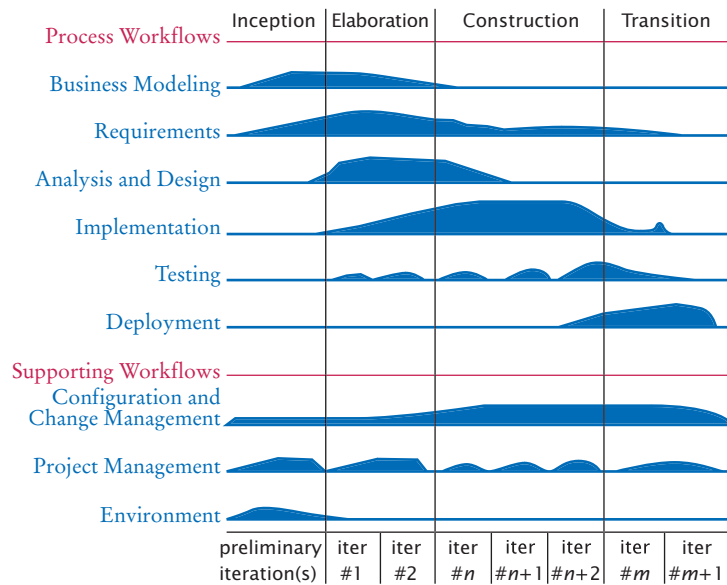 Inception Elaboration Construction Transition
Process Workflows
Business Modeling
Requirements
Analysis and Design
Implementation
Testing
Deployment
Supporting Workflows
Configuration and
Change Management
Project Management
Environment
preliminary iter iter iter iter iter iter iter
iteration(s) #1 #2 #n #n+1 #n+2 #m #m+1